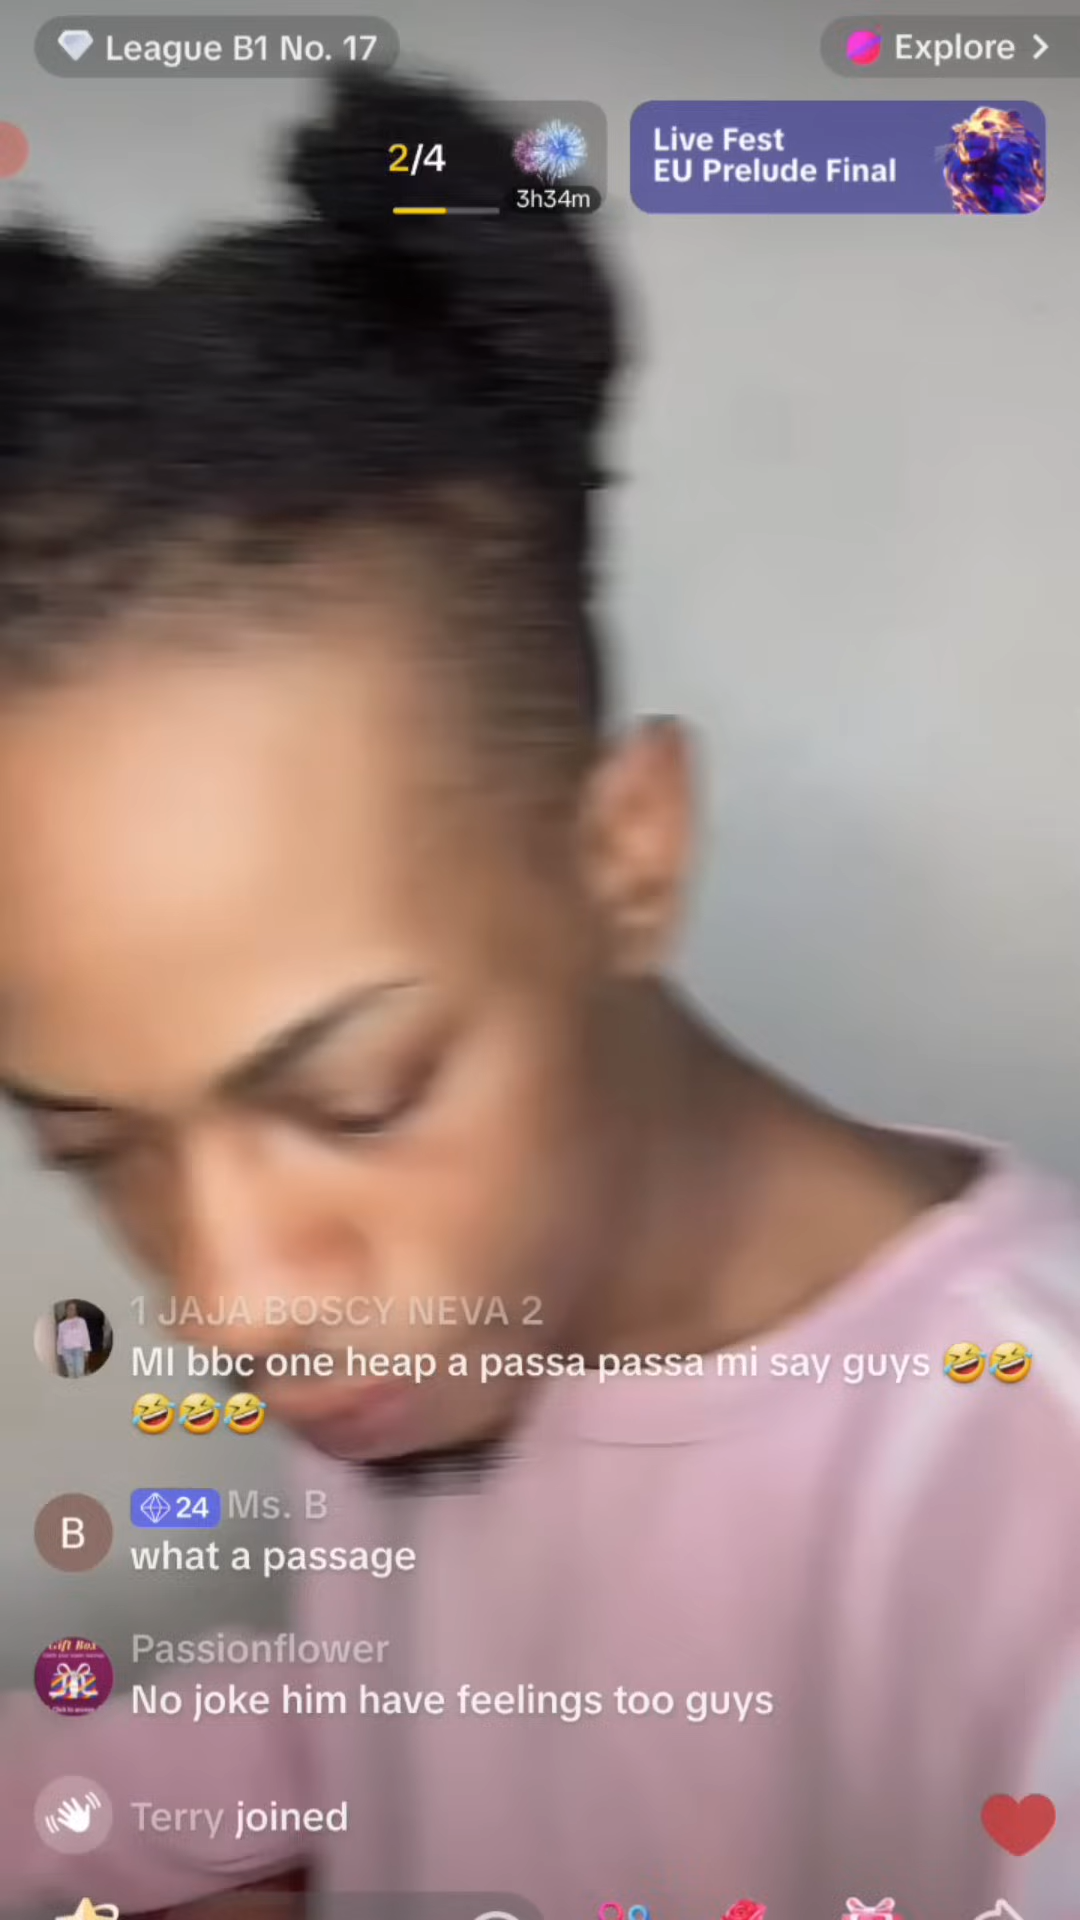 League B1 No. 17
Explore
2/4
3h34m
Live Fest
EU Prelude Final
1 JAJA BOSCY NEVA 2
MI bbc one heap a passa passa mi say guys 🤣🤣
🤣🤣🤣
24 Ms. B
B
what a passage
Gift Box
Passionflower
No joke him have feelings too guys
Terry joined